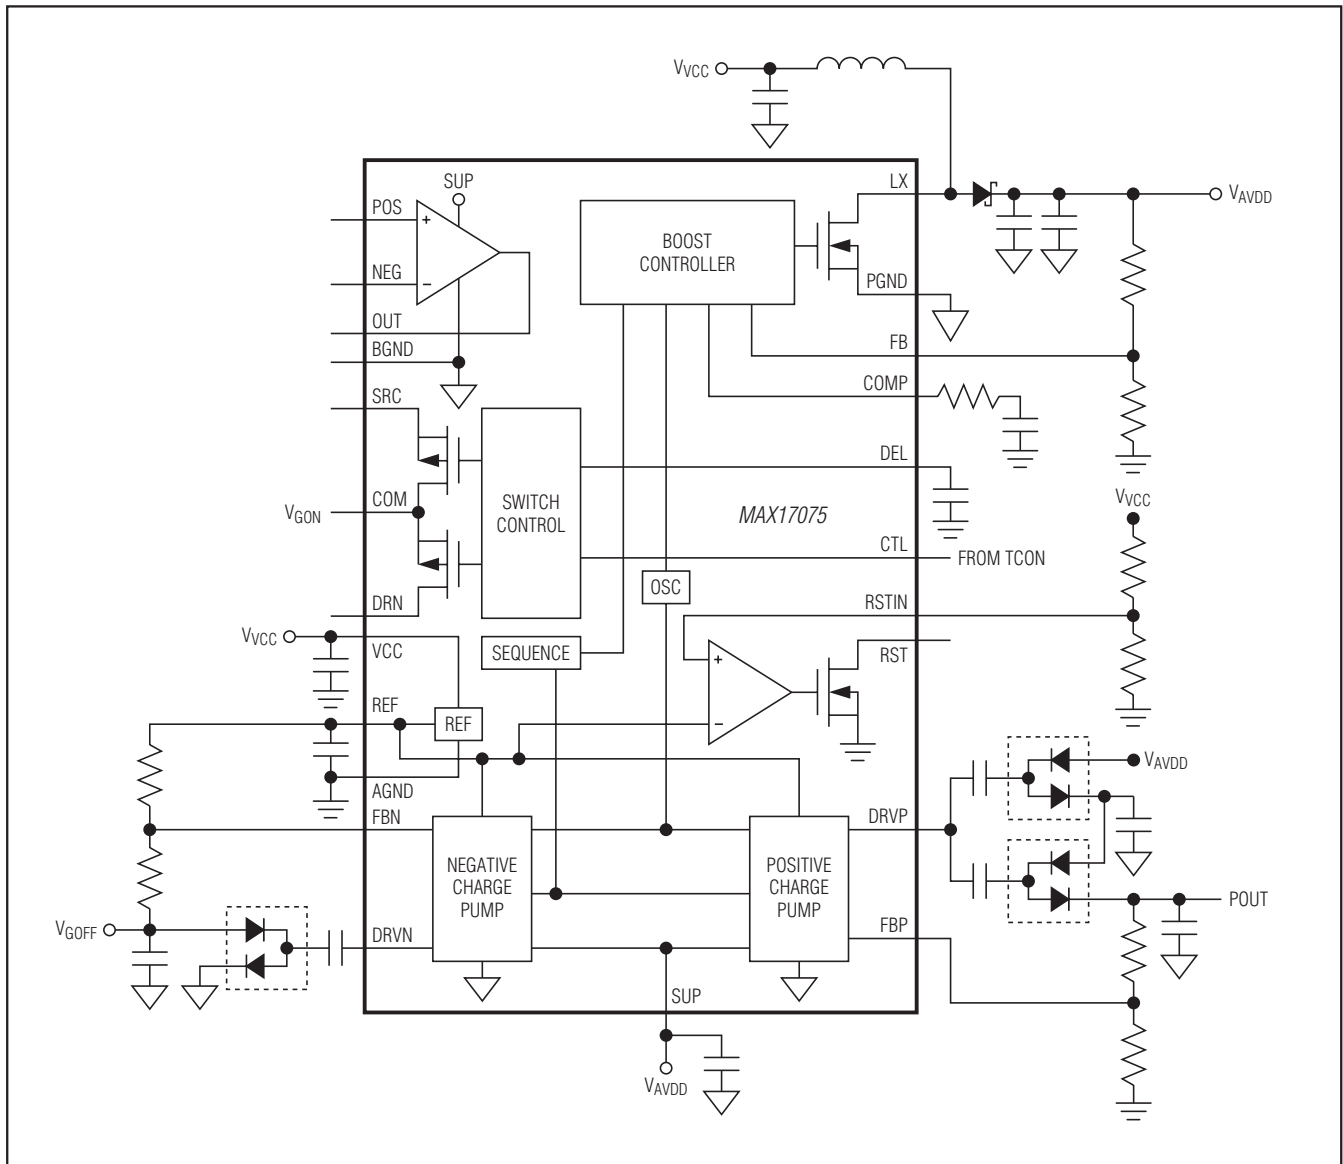 VVCC
SUP
LX
VAVDD
POS
+
BOOST
CONTROLLER
NEG
−
PGND
OUT
BGND
FB
SRC
COMP
DEL
VGON
COM
SWITCH
CONTROL
MAX17075
VVCC
CTL
FROM TCON
OSC
DRN
RSTIN
VVCC
VCC
SEQUENCE
+
RST
REF
REF
−
AGND
VAVDD
FBN
DRVP
NEGATIVE
CHARGE
PUMP
POSITIVE
CHARGE
PUMP
POUT
VGOFF
DRVN
FBP
SUP
VAVDD